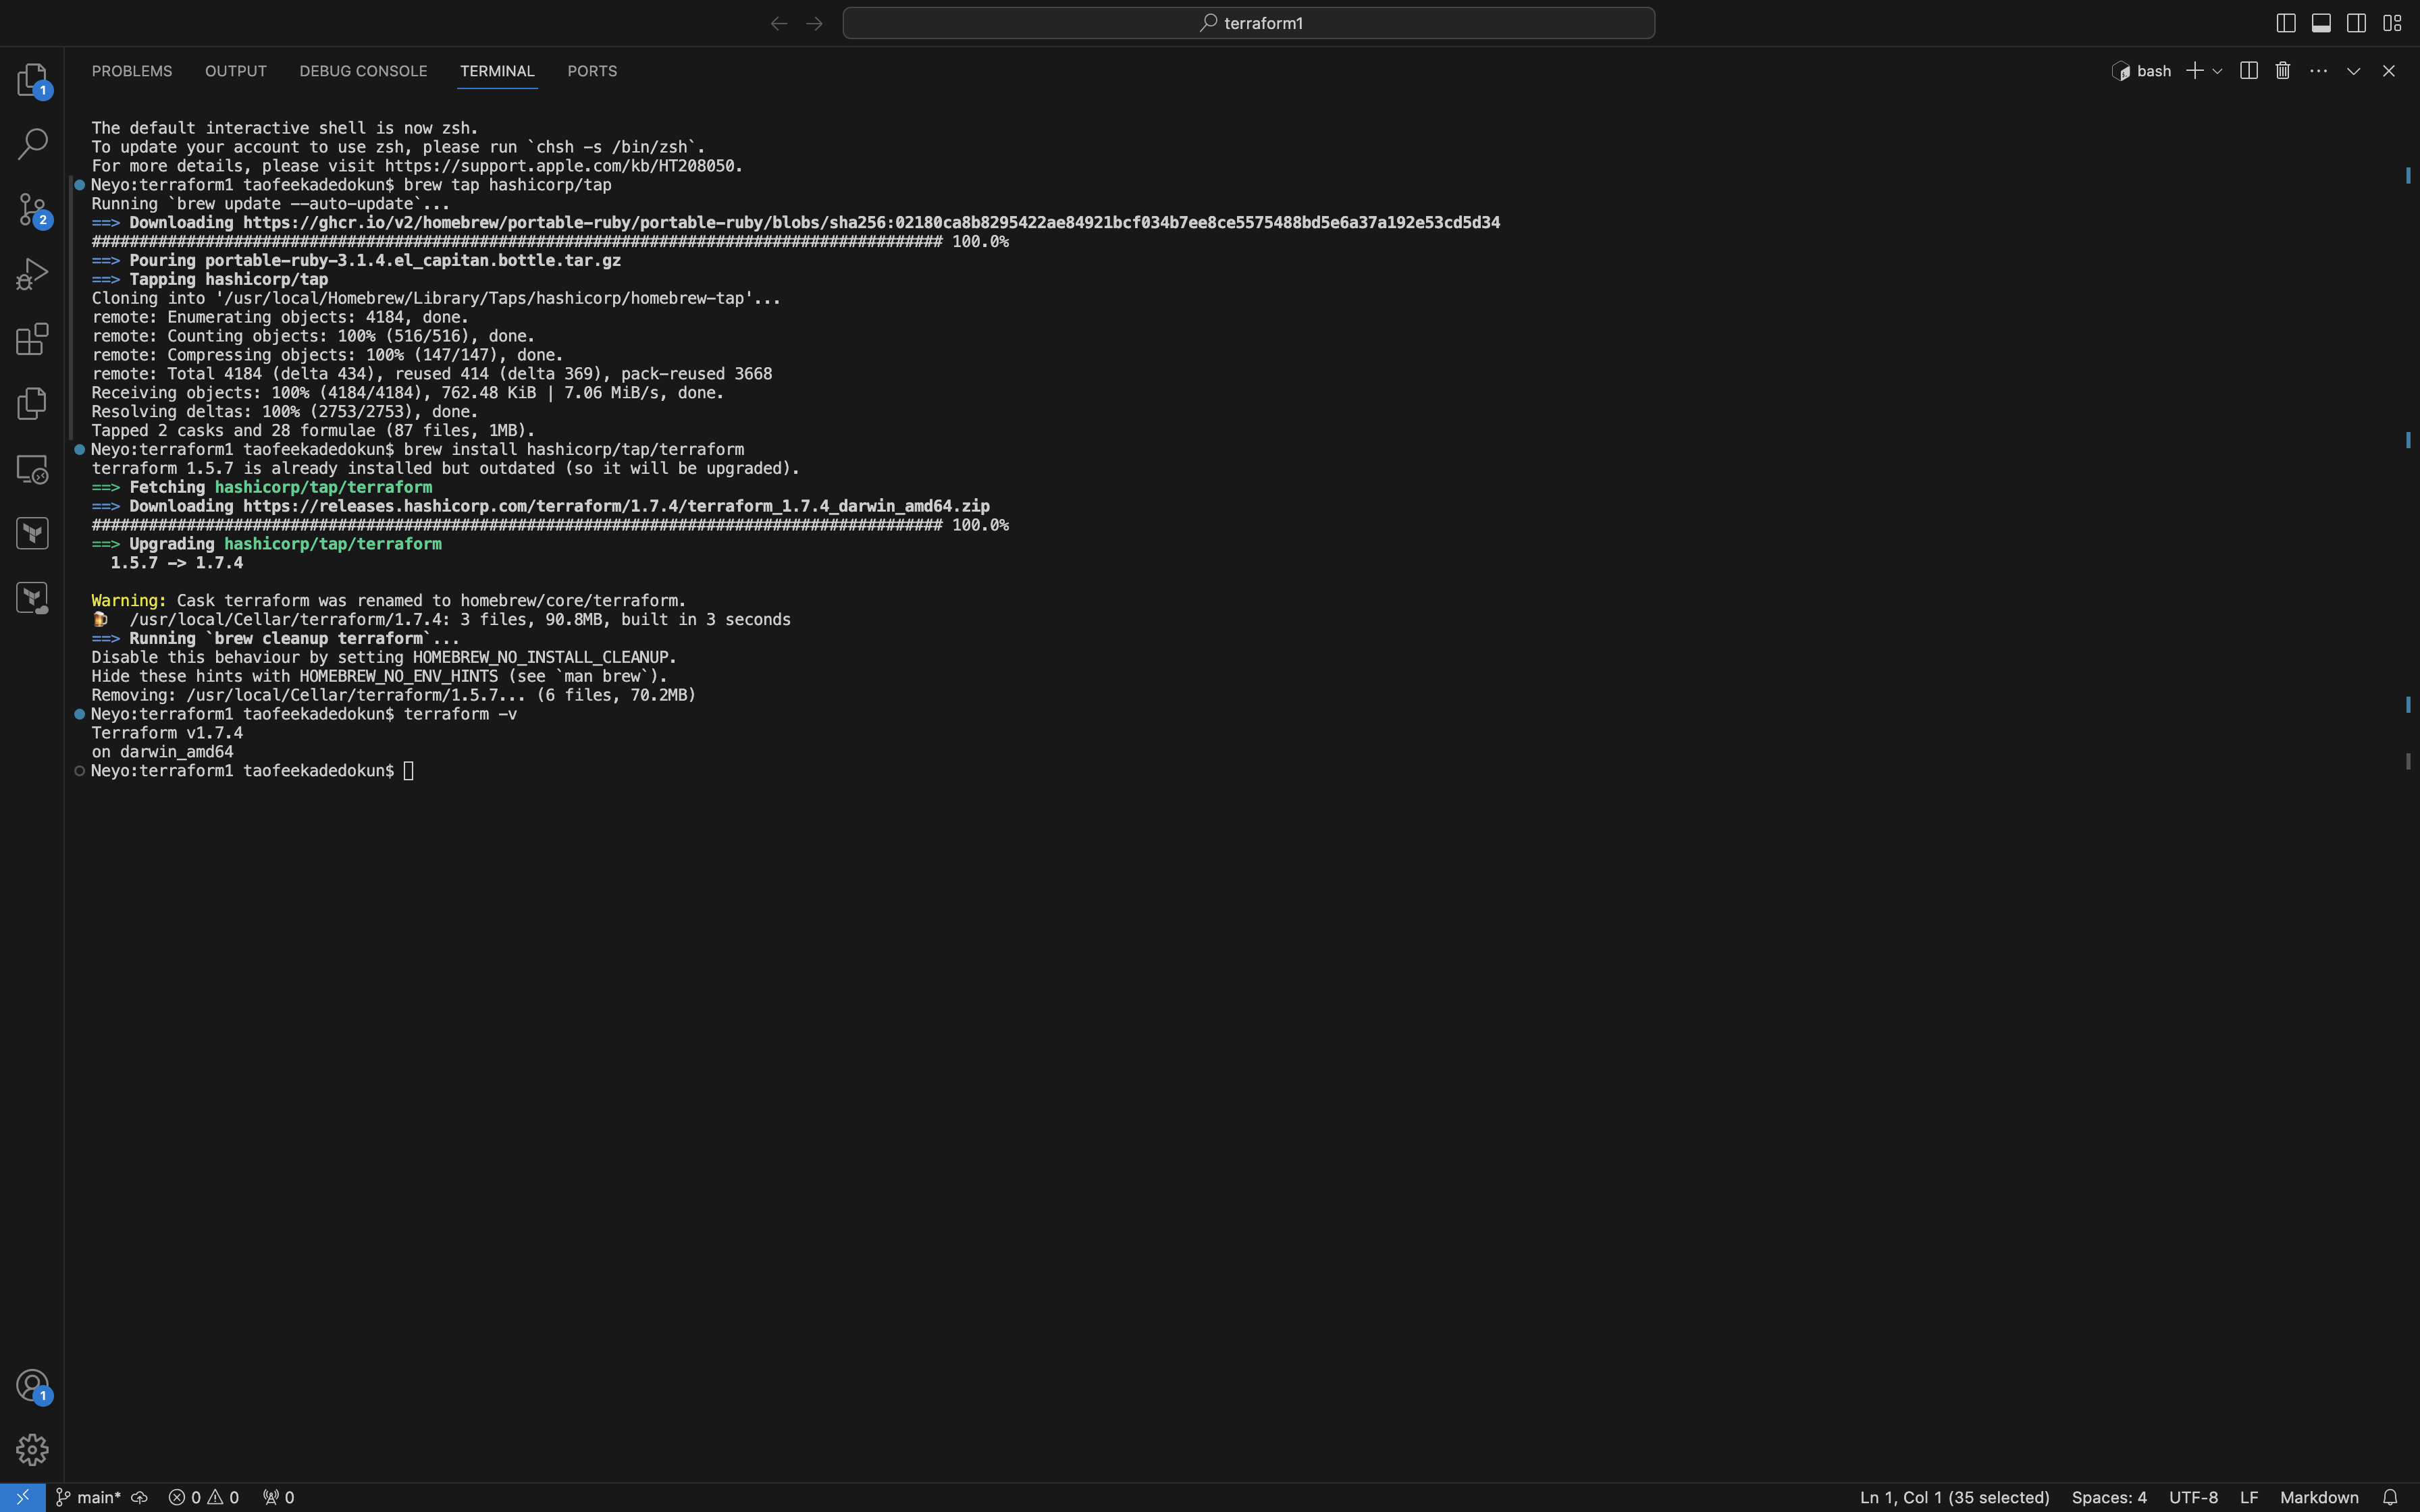 terraform1
PROBLEMS OUTPUT DEBUG CONSOLE TERMINAL PORTS
bash
1
2
The default interactive shell is now zsh.
To update your account to use zsh, please run `chsh -s /bin/zsh`.
For more details, please visit https://support.apple.com/kb/HT208050.
Neyo:terraform1 taofeekadedokun$ brew tap hashicorp/tap
Running `brew update --auto-update`...
==> Downloading https://ghcr.io/v2/homebrew/portable-ruby/portable-ruby/blobs/sha256:02180ca8b8295422ae84921bcf034b7ee8ce5575488bd5e6a37a192e53cd5d34
########################################################################################## 100.0%
==> Pouring portable-ruby-3.1.4.el_capitan.bottle.tar.gz
==> Tapping hashicorp/tap
Cloning into '/usr/local/Homebrew/Library/Taps/hashicorp/homebrew-tap'...
remote: Enumerating objects: 4184, done.
remote: Counting objects: 100% (516/516), done.
remote: Compressing objects: 100% (147/147), done.
remote: Total 4184 (delta 434), reused 414 (delta 369), pack-reused 3668
Receiving objects: 100% (4184/4184), 762.48 KiB | 7.06 MiB/s, done.
Resolving deltas: 100% (2753/2753), done.
Tapped 2 casks and 28 formulae (87 files, 1MB).
Neyo:terraform1 taofeekadedokun$ brew install hashicorp/tap/terraform
terraform 1.5.7 is already installed but outdated (so it will be upgraded).
==> Fetching hashicorp/tap/terraform
==> Downloading https://releases.hashicorp.com/terraform/1.7.4/terraform_1.7.4_darwin_amd64.zip
########################################################################################## 100.0%
==> Upgrading hashicorp/tap/terraform
1.5.7 -> 1.7.4
Warning: Cask terraform was renamed to homebrew/core/terraform.
🍺 /usr/local/Cellar/terraform/1.7.4: 3 files, 90.8MB, built in 3 seconds
==> Running `brew cleanup terraform`...
Disable this behaviour by setting HOMEBREW_NO_INSTALL_CLEANUP.
Hide these hints with HOMEBREW_NO_ENV_HINTS (see `man brew`).
Removing: /usr/local/Cellar/terraform/1.5.7... (6 files, 70.2MB)
Neyo:terraform1 taofeekadedokun$ terraform -v
Terraform v1.7.4
on darwin_amd64
Neyo:terraform1 taofeekadedokun$
1
main* 0 0 0 Ln 1, Col 1 (35 selected) Spaces: 4 UTF-8 LF Markdown